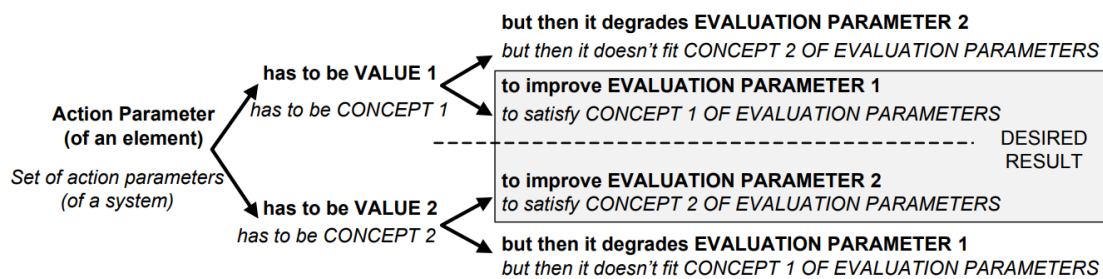 but then it degrades EVALUATION PARAMETER 2
but then it doesn't fit CONCEPT 2 OF EVALUATION PARAMETERS
has to be VALUE 1
has to be CONCEPT 1
to improve EVALUATION PARAMETER 1
to satisfy CONCEPT 1 OF EVALUATION PARAMETERS
Action Parameter
(of an element)
Set of action parameters
(of a system)
DESIRED
RESULT
has to be VALUE 2
has to be CONCEPT 2
to improve EVALUATION PARAMETER 2
to satisfy CONCEPT 2 OF EVALUATION PARAMETERS
but then it degrades EVALUATION PARAMETER 1
but then it doesn't fit CONCEPT 1 OF EVALUATION PARAMETERS